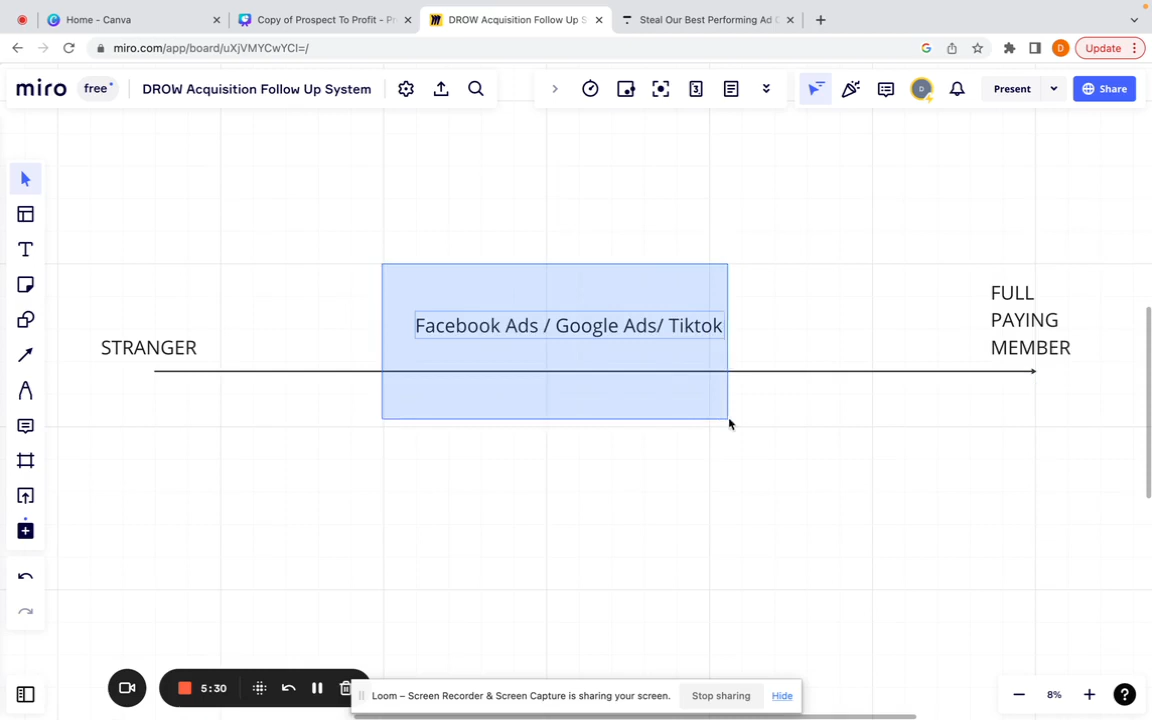 Home - Canva
Copy of Prospect To Profit - Pr
DROW Acquisition Follow Up S
Steal Our Best Performing Ad C
miro.com/app/board/uXjVMYCwYCI=/
G
D
Update
miro
free
DROW Acquisition Follow Up System
3
D
Present
Share
T
Facebook Ads / Google Ads/ Tiktok
STRANGER
FULL
PAYING
MEMBER
5:30
Loom – Screen Recorder & Screen Capture is sharing your screen.
Stop sharing
Hide
8%
?